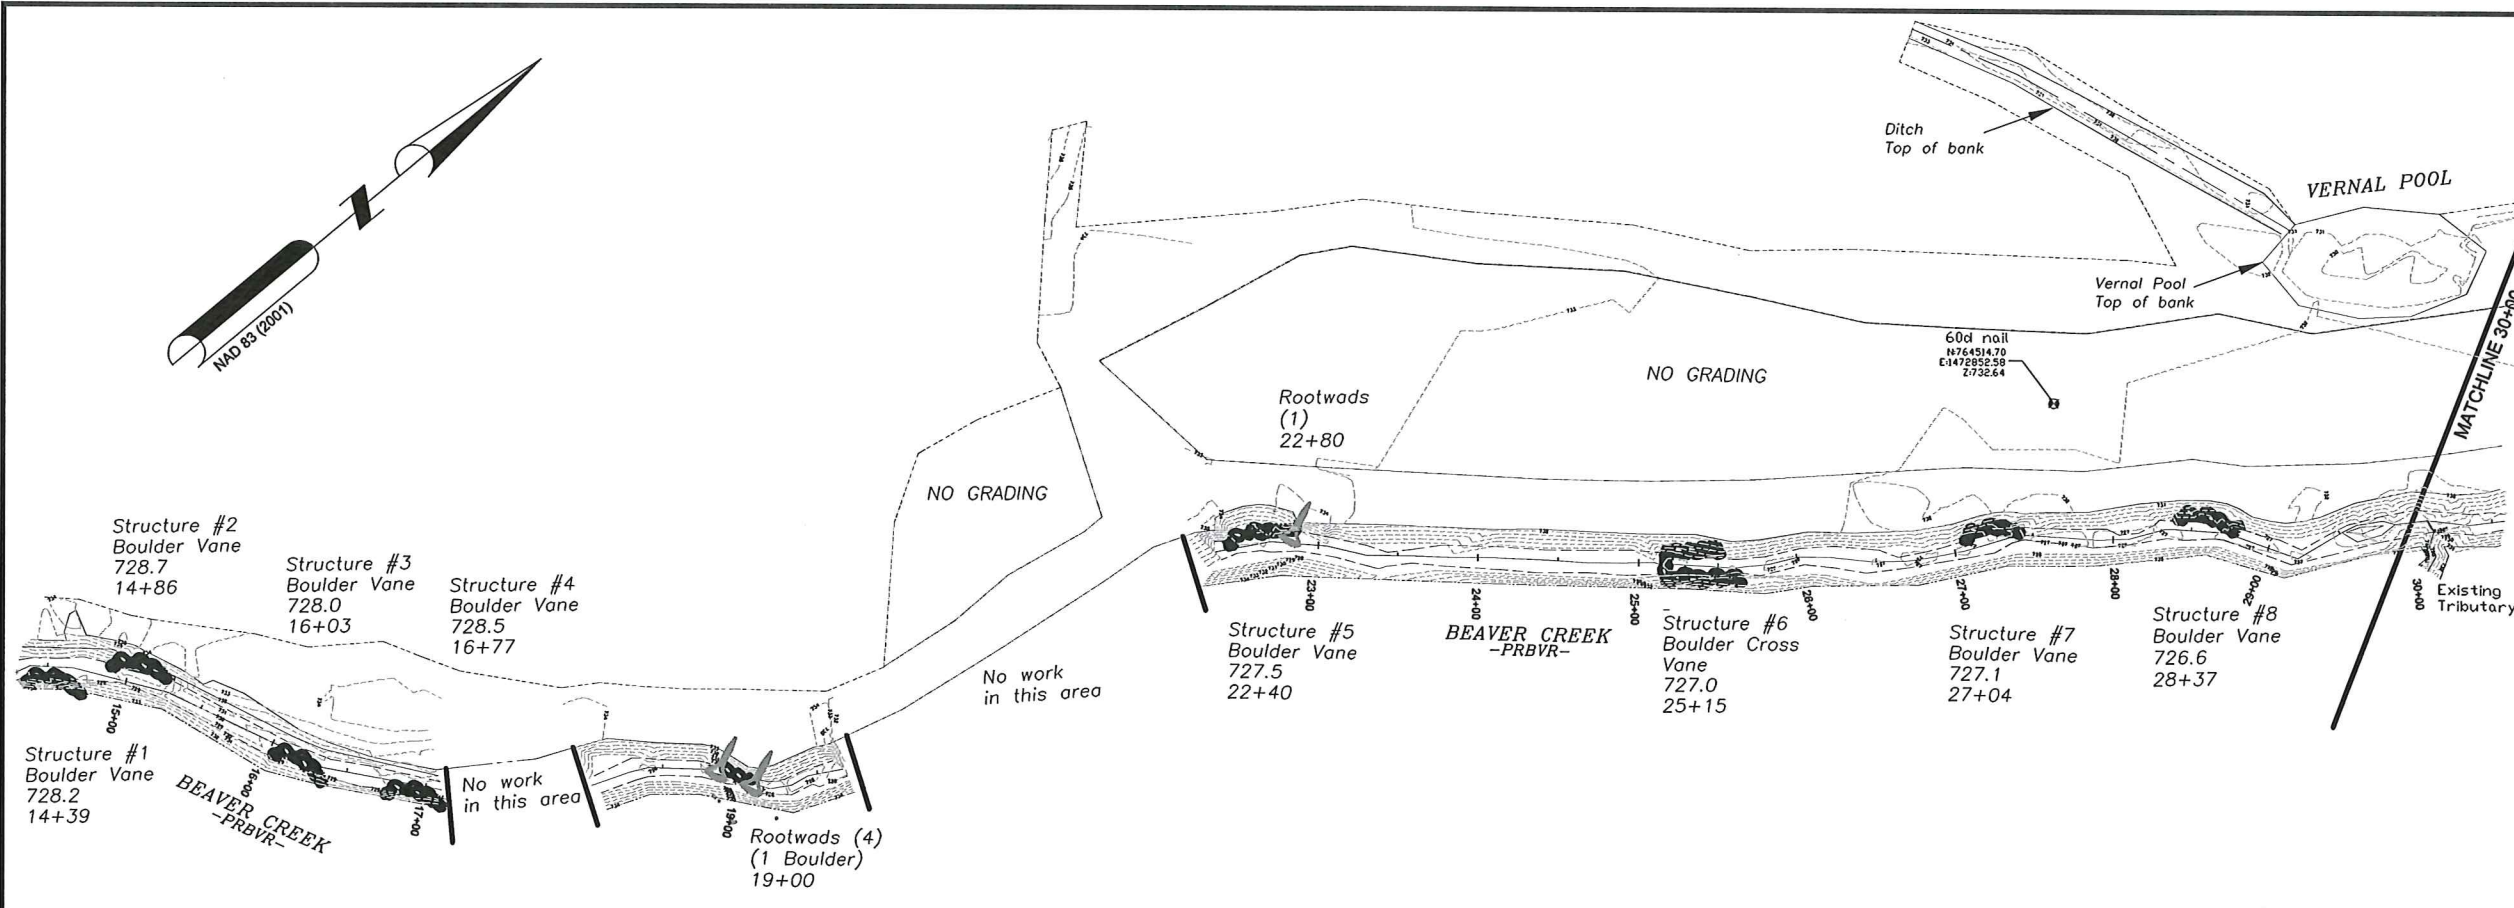 NAD 83 (2001)
Ditch
Top of bank
VERNAL POOL
Vernal Pool
Top of bank
60d nail
N:764514.70
E:1472852.58
Z:732.64
NO GRADING
MATCHLINE 30+00
Rootwads
(1)
22+80
NO GRADING
Structure #2
Boulder Vane
728.7
14+86
Structure #3
Boulder Vane
728.0
16+03
Structure #4
Boulder Vane
728.5
16+77
Structure #1
Boulder Vane
728.2
14+39
15+00
16+00
17+00
BEAVER CREEK
-PRBVR-
No work
in this area
19+00
Rootwads (4)
(1 Boulder)
19+00
No work
in this area
Structure #5
Boulder Vane
727.5
22+40
23+00
24+00
25+00
26+00
27+00
28+00
29+00
30+00
BEAVER CREEK
-PRBVR-
Structure #6
Boulder Cross
Vane
727.0
25+15
Structure #7
Boulder Vane
727.1
27+04
Structure #8
Boulder Vane
726.6
28+37
Existing
Tributary